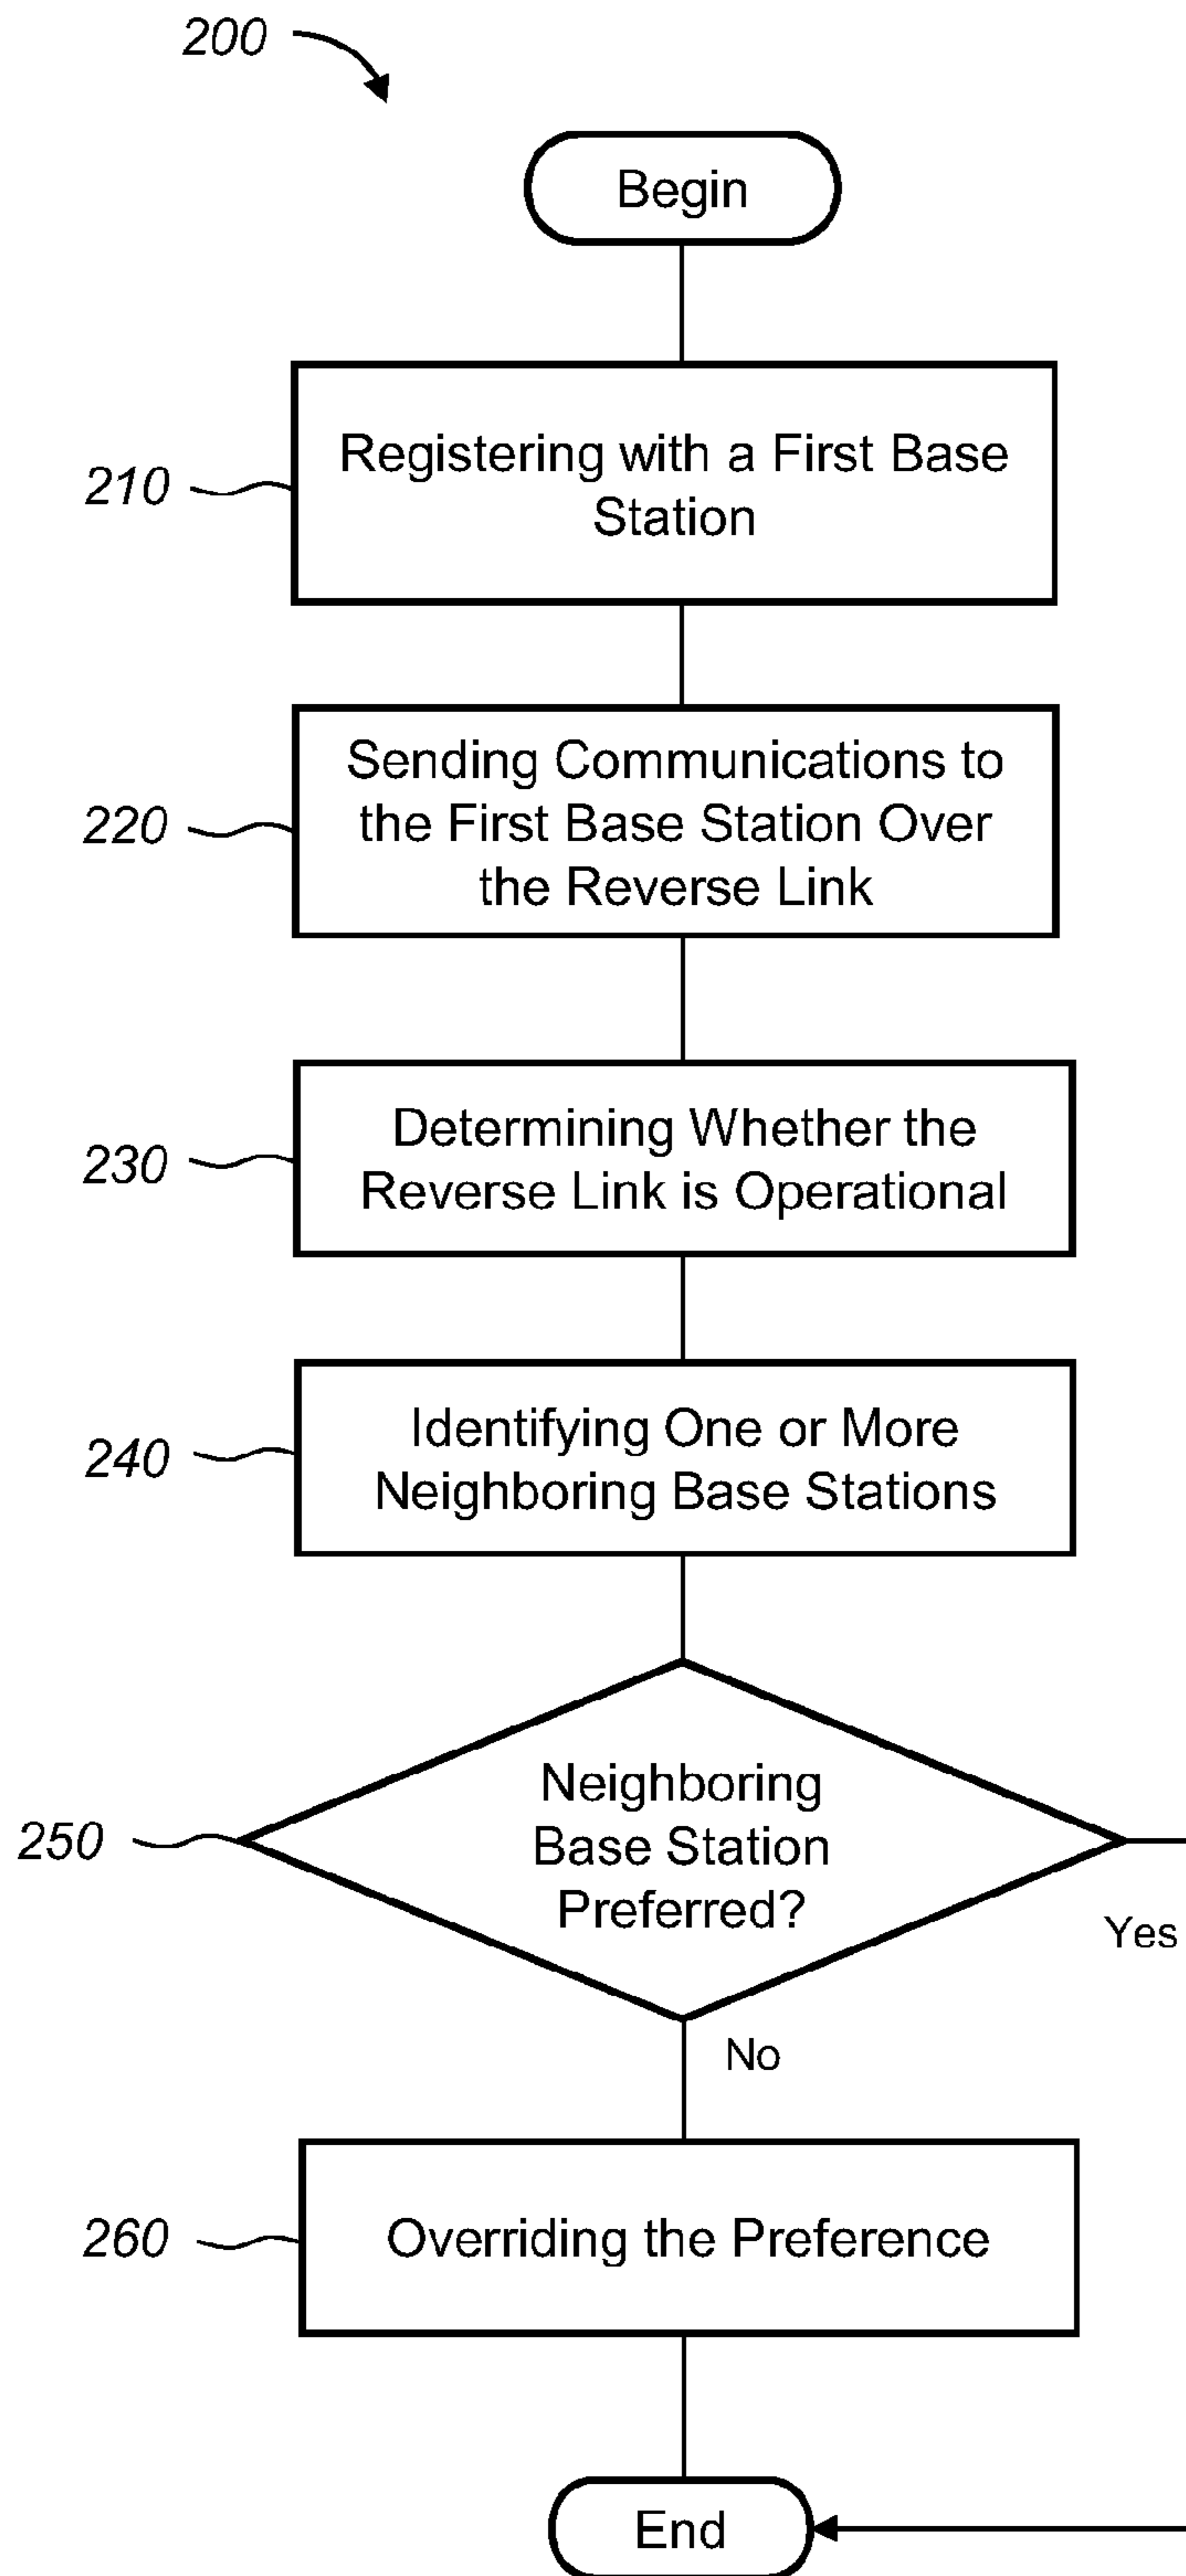 200
Begin
210
Registering with a First Base
Station
220
Sending Communications to
the First Base Station Over
the Reverse Link
230
Determining Whether the
Reverse Link is Operational
240
Identifying One or More
Neighboring Base Stations
250
Neighboring
Base Station
Preferred?
Yes
No
260
Overriding the Preference
End